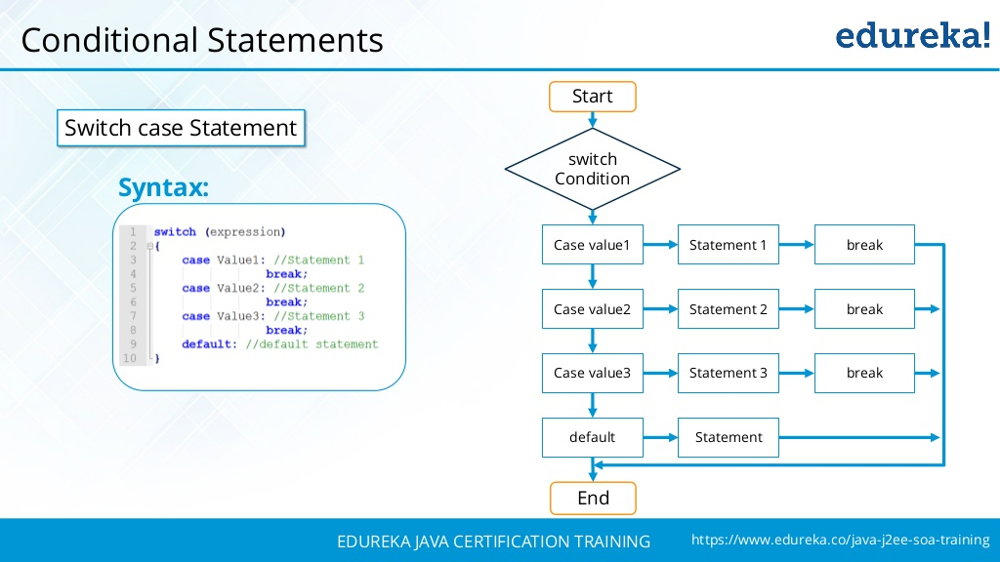 Conditional Statements
edureka!
Switch case Statement
Syntax:
1 switch (expression)
2 {
3 case Value1: //Statement 1
4 break;
5 case Value2: //Statement 2
6 break;
7 case Value3: //Statement 3
8 break;
9 default: //default statement
10 }
Start
switch
Condition
Case value1 Statement 1 break
Case value2 Statement 2 break
Case value3 Statement 3 break
default Statement
End
EDUREKA JAVA CERTIFICATION TRAINING https://www.edureka.co/java-j2ee-soa-training